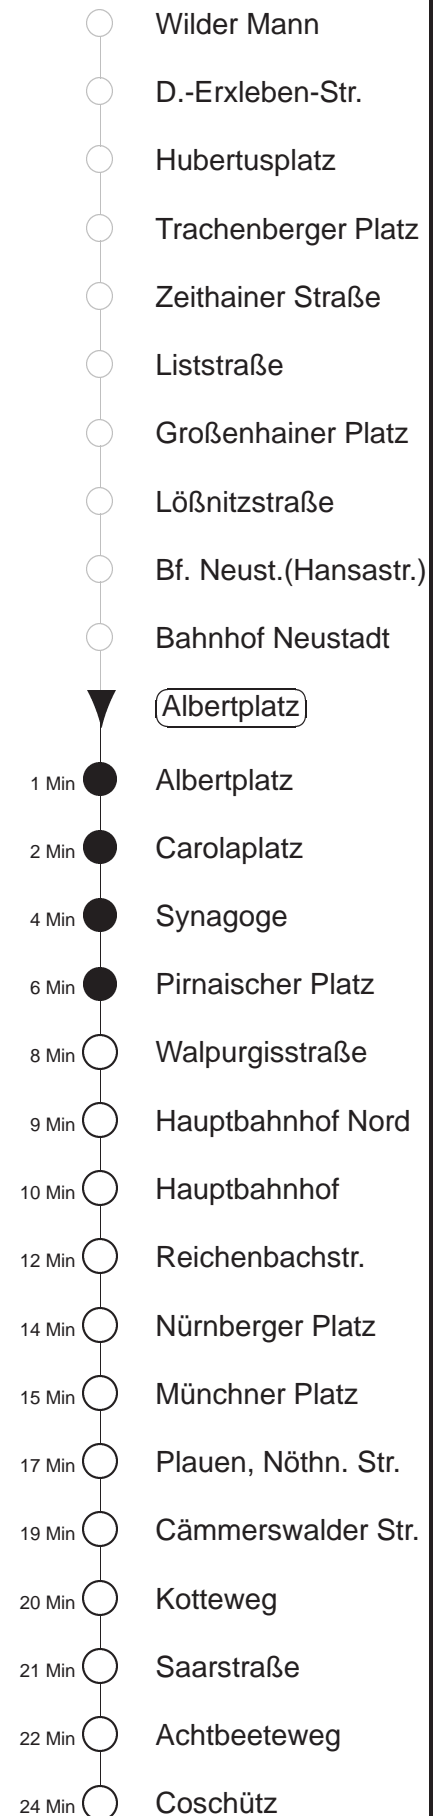 Wilder Mann
D.-Erxleben-Str.
Hubertusplatz
Trachenberger Platz
Zeithainer Straße
Liststraße
Großenhainer Platz
Lößnitzstraße
Bf. Neust.(Hansastr.)
Bahnhof Neustadt
Albertplatz
1 Min Albertplatz
2 Min Carolaplatz
4 Min Synagoge
6 Min Pirnaischer Platz
8 Min Walpurgisstraße
9 Min Hauptbahnhof Nord
10 Min Hauptbahnhof
12 Min Reichenbachstr.
14 Min Nürnberger Platz
15 Min Münchner Platz
17 Min Plauen, Nöthn. Str.
19 Min Cämmerswalder Str.
20 Min Kotteweg
21 Min Saarstraße
22 Min Achtbeeteweg
24 Min Coschütz